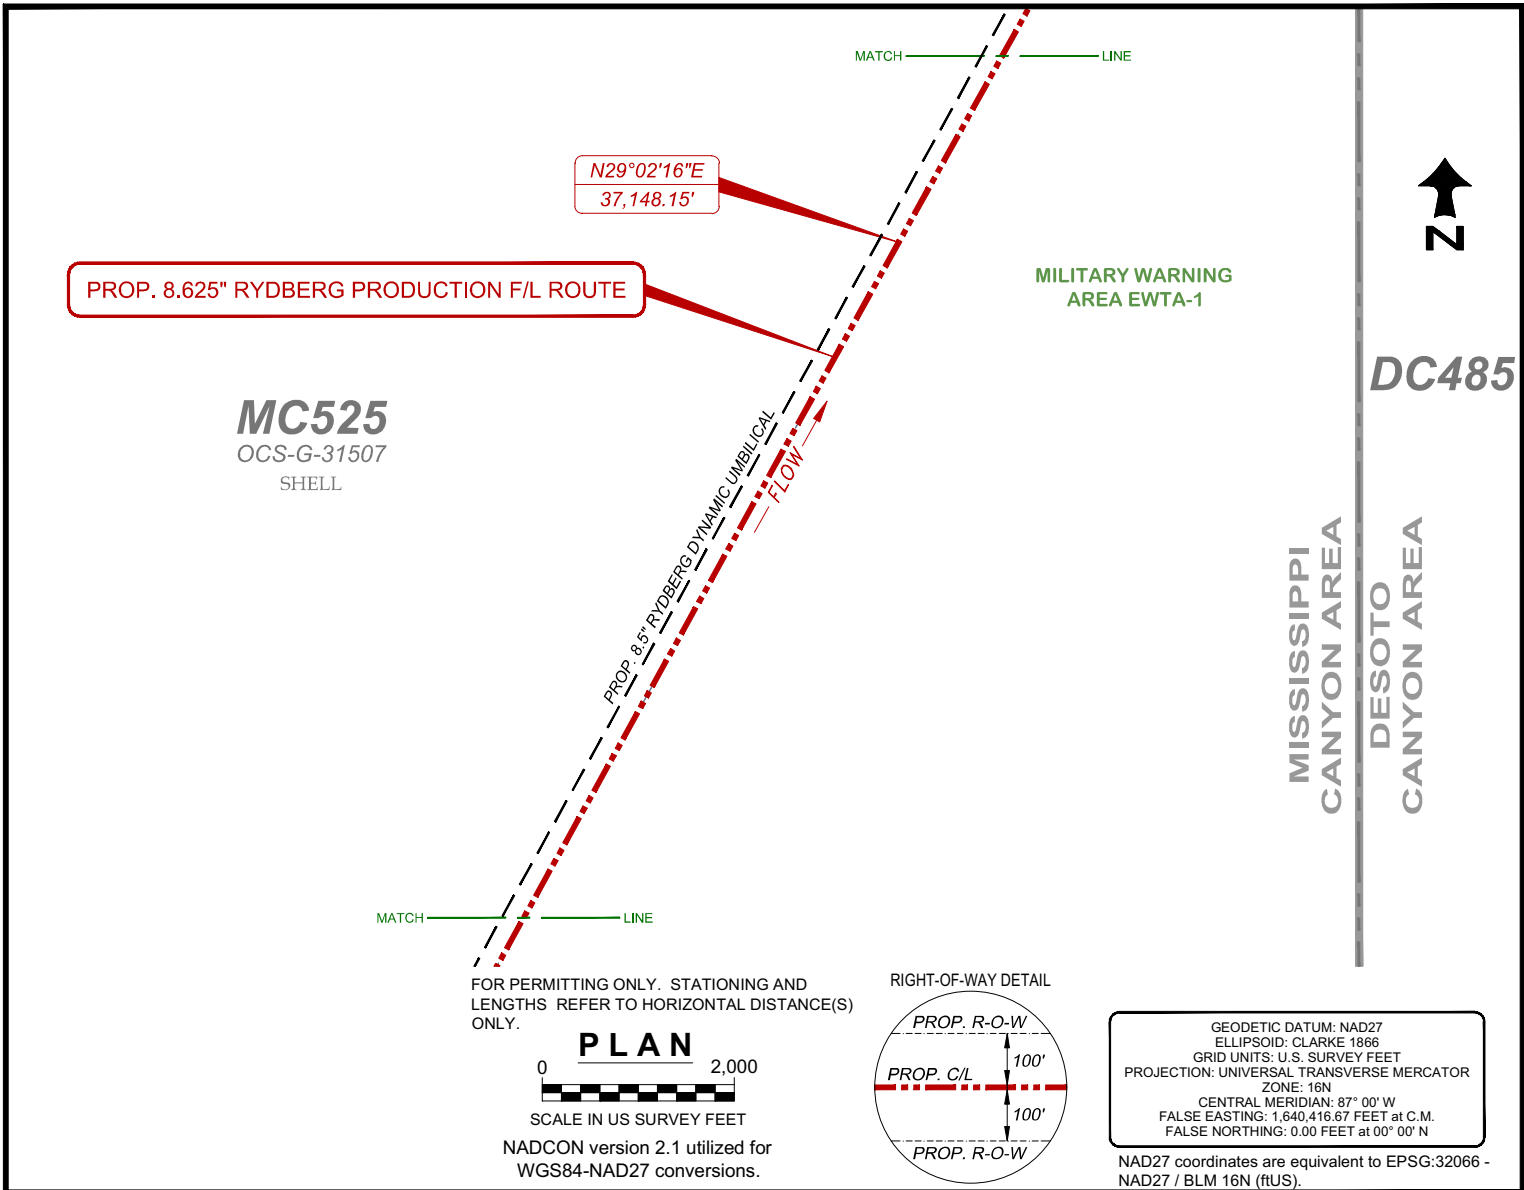 MATCH
LINE
N29°02'16"E
37,148.15'
PROP. 8.625" RYDBERG PRODUCTION F/L ROUTE
MILITARY WARNING
AREA EWTA-1
N
DC485
MC525
OCS-G-31507
SHELL
PROP. 8.5" RYDBERG DYNAMIC UMBILICAL
FLOW
MISSISSIPPI
CANYON AREA
DESOTO
CANYON AREA
MATCH
LINE
FOR PERMITTING ONLY. STATIONING AND
LENGTHS REFER TO HORIZONTAL DISTANCE(S)
ONLY.
PLAN
0
2,000
SCALE IN US SURVEY FEET
NADCON version 2.1 utilized for
WGS84-NAD27 conversions.
RIGHT-OF-WAY DETAIL
PROP. R-O-W
100'
PROP. C/L
100'
PROP. R-O-W
GEODETIC DATUM: NAD27
ELLIPSOID: CLARKE 1866
GRID UNITS: U.S. SURVEY FEET
PROJECTION: UNIVERSAL TRANSVERSE MERCATOR
ZONE: 16N
CENTRAL MERIDIAN: 87° 00' W
FALSE EASTING: 1,640,416.67 FEET at C.M.
FALSE NORTHING: 0.00 FEET at 00° 00' N
NAD27 coordinates are equivalent to EPSG:32066 -
NAD27 / BLM 16N (ftUS).